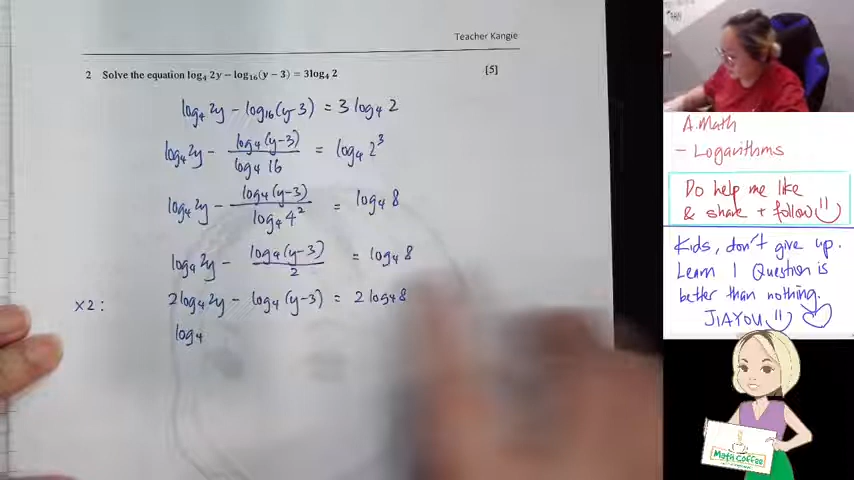 Teacher Kangie
2 Solve the equation log₄ 2y – log₁₆(y – 3) = 3log₄ 2 [5]
log₄ 2y – log₁₆ (y–3) = 3 log₄ 2
log₄ 2y – log₄ (y–3) / log₄ 16 = log₄ 2³
log₄ 2y – log₄ (y–3) / log₄ 4² = log₄ 8
log₄ 2y – log₄ (y–3) / 2 = log₄ 8
×2: 2log₄ 2y – log₄ (y–3) = 2 log₄ 8
log₄
A.Math
– Logarithms
Do help me like
& share + follow
Kids, don't give up.
Learn 1 Question is
better than nothing.
JIAYOU
Math Coffee